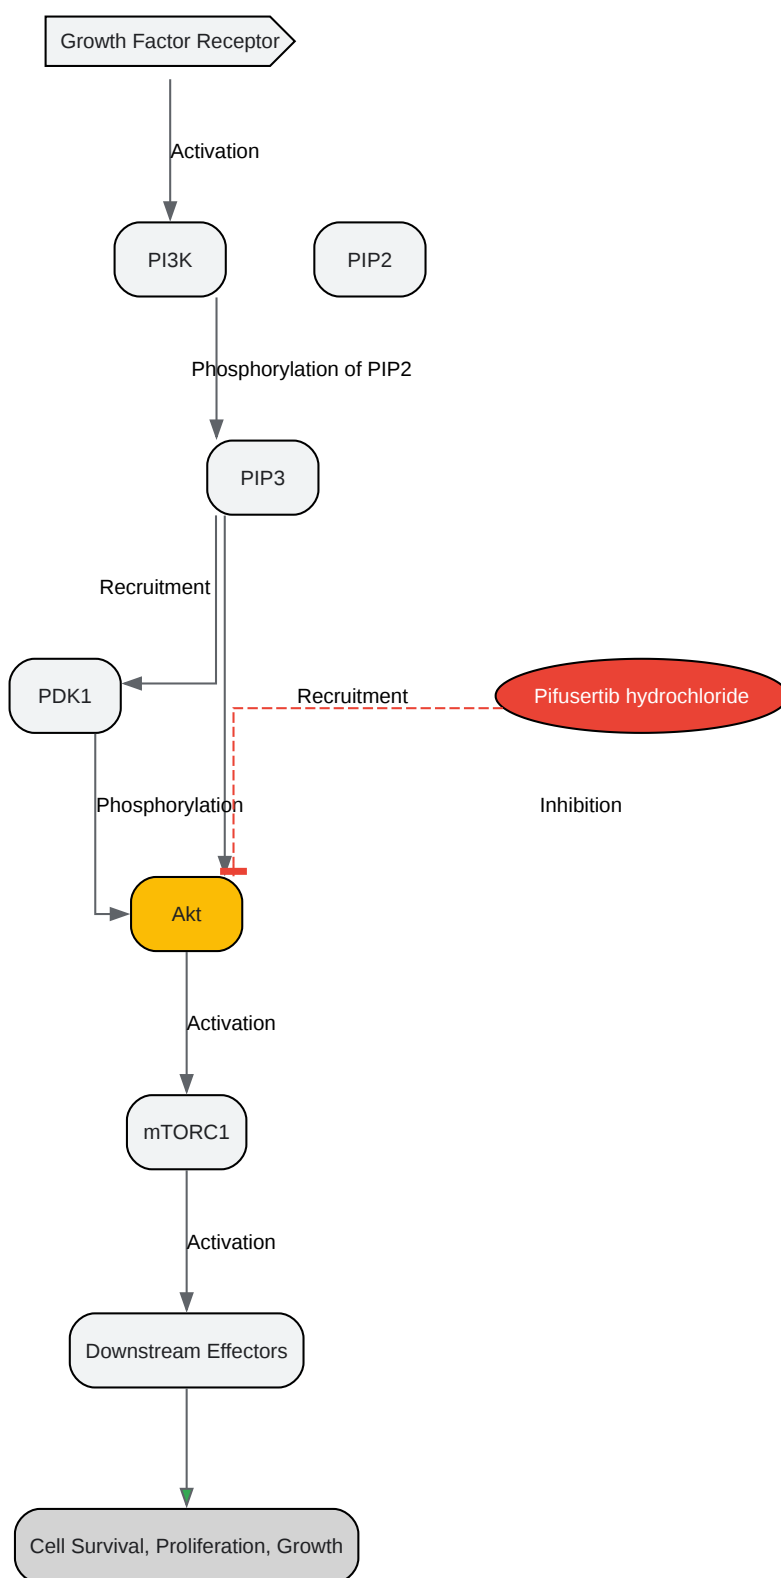 Growth Factor Receptor
Activation
PI3K
PIP2
Phosphorylation of PIP2
PIP3
Recruitment
PDK1
Recruitment
Pifusertib hydrochloride
Phosphorylation
Inhibition
Akt
Activation
mTORC1
Activation
Downstream Effectors
Cell Survival, Proliferation, Growth